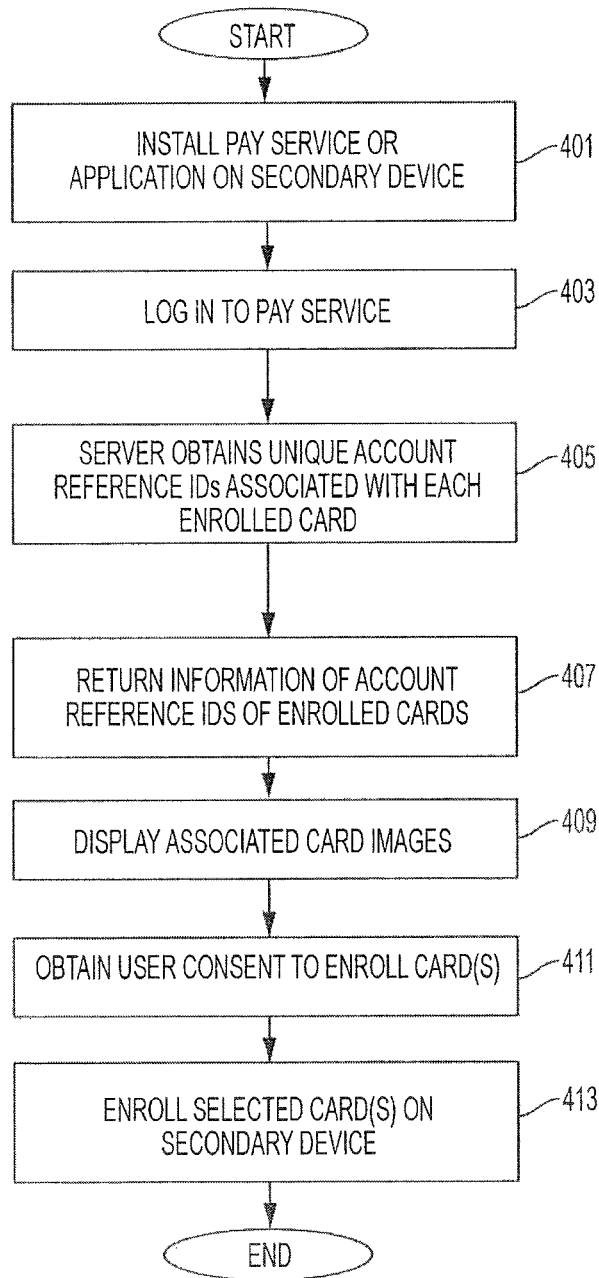 START
INSTALL PAY SERVICE OR
APPLICATION ON SECONDARY DEVICE
401
LOG IN TO PAY SERVICE
403
SERVER OBTAINS UNIQUE ACCOUNT
REFERENCE IDs ASSOCIATED WITH EACH
ENROLLED CARD
405
RETURN INFORMATION OF ACCOUNT
REFERENCE IDS OF ENROLLED CARDS
407
DISPLAY ASSOCIATED CARD IMAGES
409
OBTAIN USER CONSENT TO ENROLL CARD(S)
411
ENROLL SELECTED CARD(S) ON
SECONDARY DEVICE
413
END